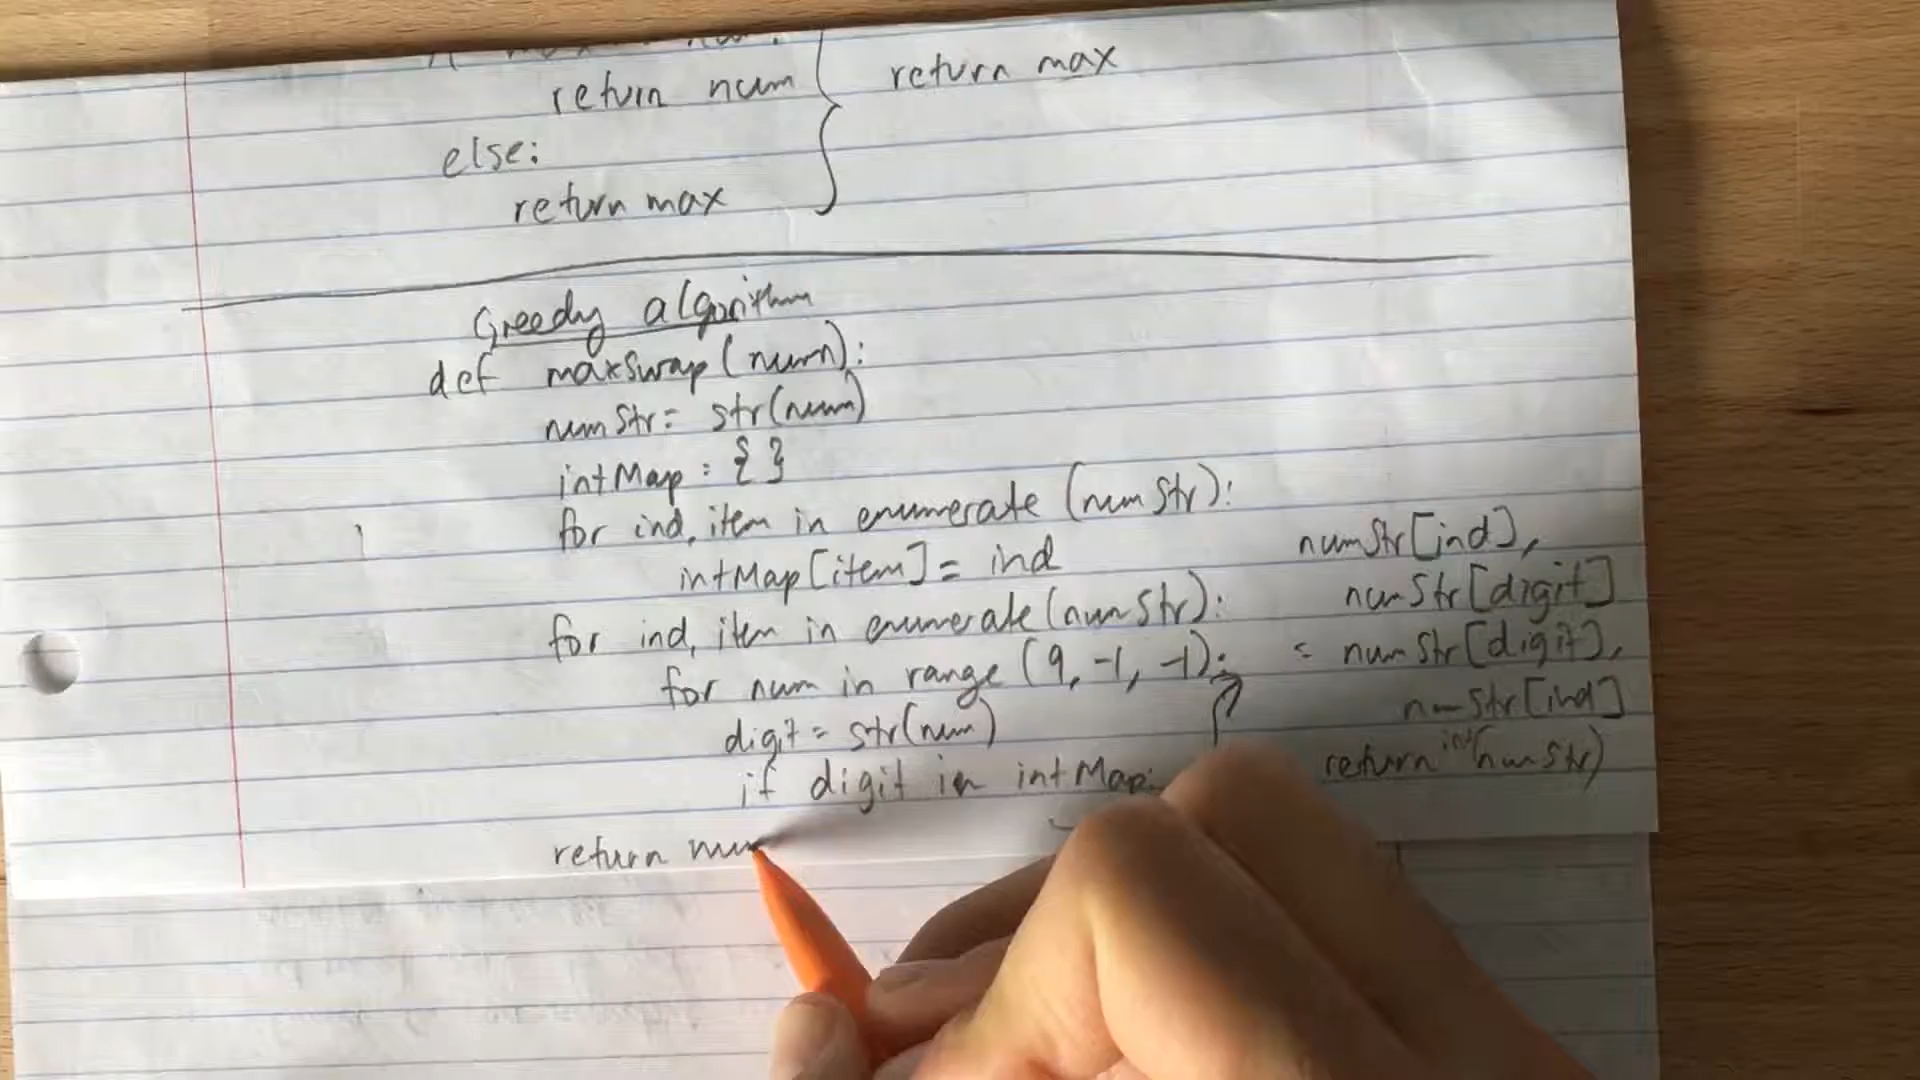 return num
return max
else:
return max
Greedy algorithm
def maxSwap(num):
numStr = str(num)
intMap = { }
for ind, item in enumerate (numStr):
intMap[item] = ind
for ind, item in enumerate(numStr):
for num in range (9, -1, -1):
digit = str(num)
if digit in intMap:
numStr[ind],
numStr[digit]
= numStr[digit],
numStr[ind]
return int(numStr)
return num